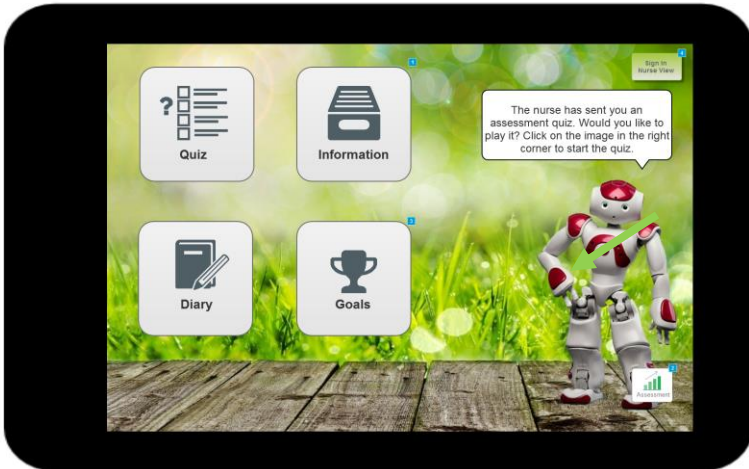 Sign In
Nurse View
The nurse has sent you an
assessment quiz. Would you like to
play it? Click on the image in the right
corner to start the quiz.
?
Quiz
Information
Diary
Goals
Assessment